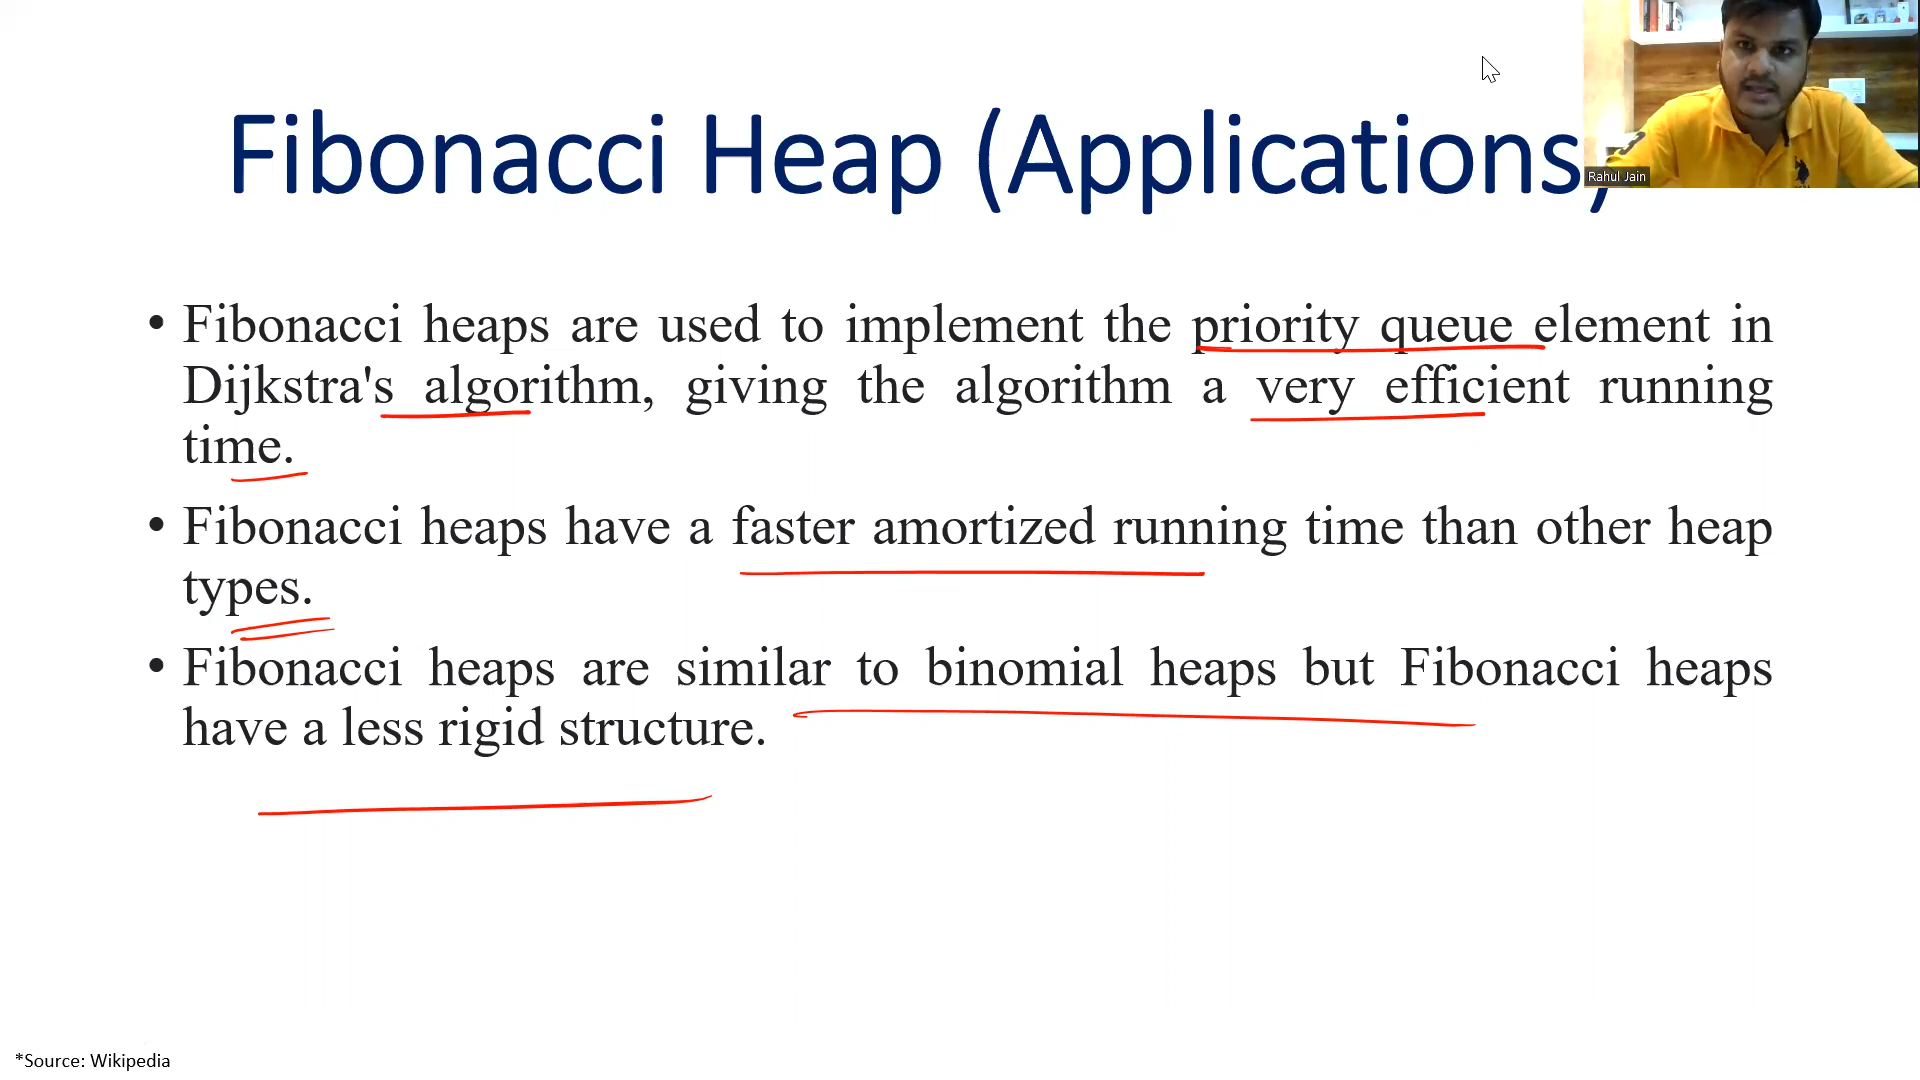 Fibonacci Heap (Applications)
Rahul Jain
• Fibonacci heaps are used to implement the priority queue element in
Dijkstra's algorithm, giving the algorithm a very efficient running
time.
• Fibonacci heaps have a faster amortized running time than other heap
types.
• Fibonacci heaps are similar to binomial heaps but Fibonacci heaps
have a less rigid structure.
*Source: Wikipedia